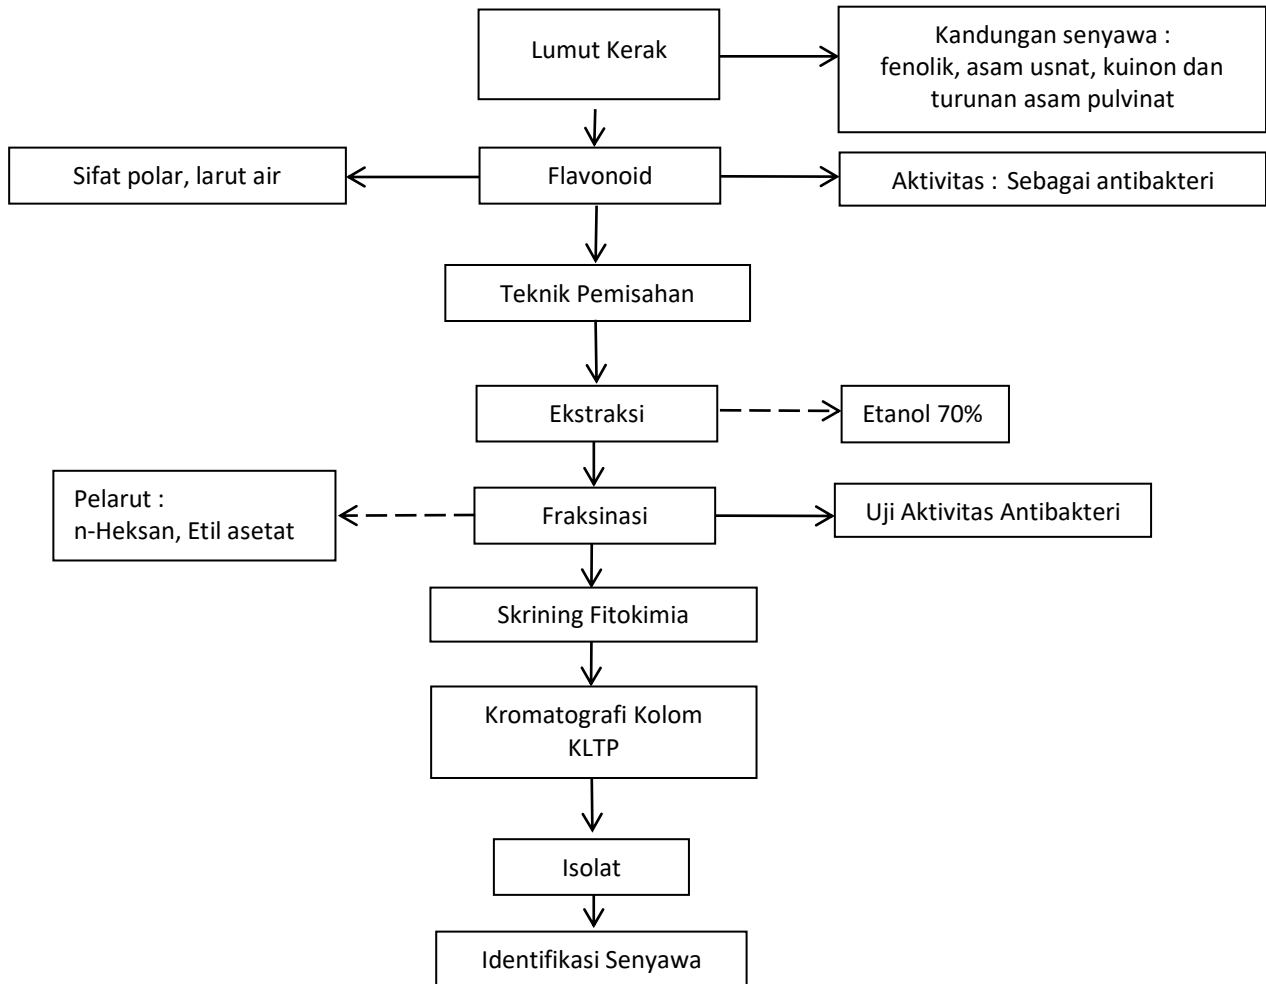 Lumut Kerak
Kandungan senyawa :
fenolik, asam usnat, kuinon dan
turunan asam pulvinat
Sifat polar, larut air
Flavonoid
Aktivitas : Sebagai antibakteri
Teknik Pemisahan
Ekstraksi
Etanol 70%
Pelarut :
n-Heksan, Etil asetat
Fraksinasi
Uji Aktivitas Antibakteri
Skrining Fitokimia
Kromatografi Kolom
KLTP
Isolat
Identifikasi Senyawa